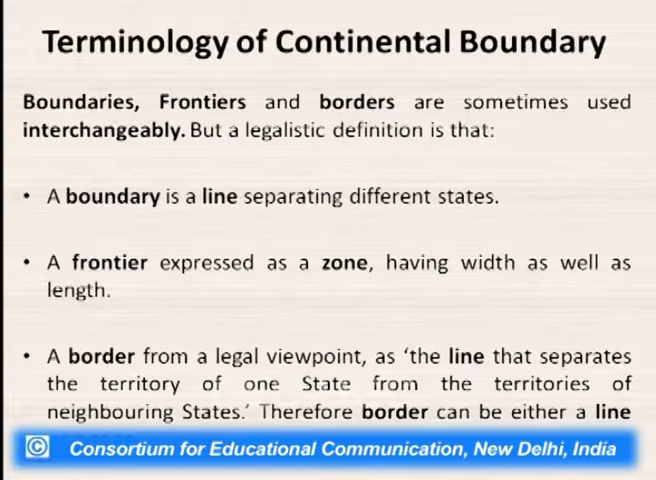 Terminology of Continental Boundary
Boundaries, Frontiers and borders are sometimes used
interchangeably. But a legalistic definition is that:
• A boundary is a line separating different states.
• A frontier expressed as a zone, having width as well as
length.
• A border from a legal viewpoint, as ‘the line that separates
the territory of one State from the territories of
neighbouring States.’ Therefore border can be either a line
© Consortium for Educational Communication, New Delhi, India